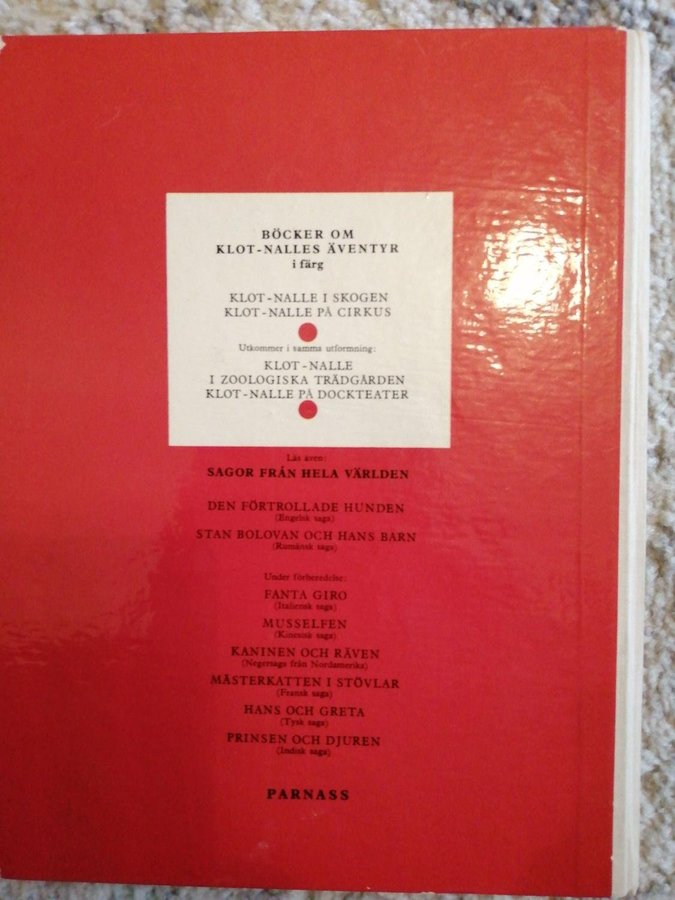 BÖCKER OM
KLOT-NALLES ÄVENTYR
i färg
KLOT-NALLE I SKOGEN
KLOT-NALLE PÅ CIRKUS
Utkommer i samma utformning:
KLOT-NALLE
I ZOOLOGISKA TRÄDGÅRDEN
KLOT-NALLE PÅ DOCKTEATER
Läs även:
SAGOR FRÅN HELA VÄRLDEN
DEN FÖRTROLLADE HUNDEN
(Engelsk saga)
STAN BOLOVAN OCH HANS BARN
(Rumänsk saga)
Under förberedelse:
FANTA GIRO
(Italiensk saga)
MUSSELFEN
(Kinesisk saga)
KANINEN OCH RÄVEN
(Negersaga från Nordamerika)
MÄSTERKATTEN I STÖVLAR
(Fransk saga)
HANS OCH GRETA
(Tysk saga)
PRINSEN OCH DJUREN
(Indisk saga)
PARNASS